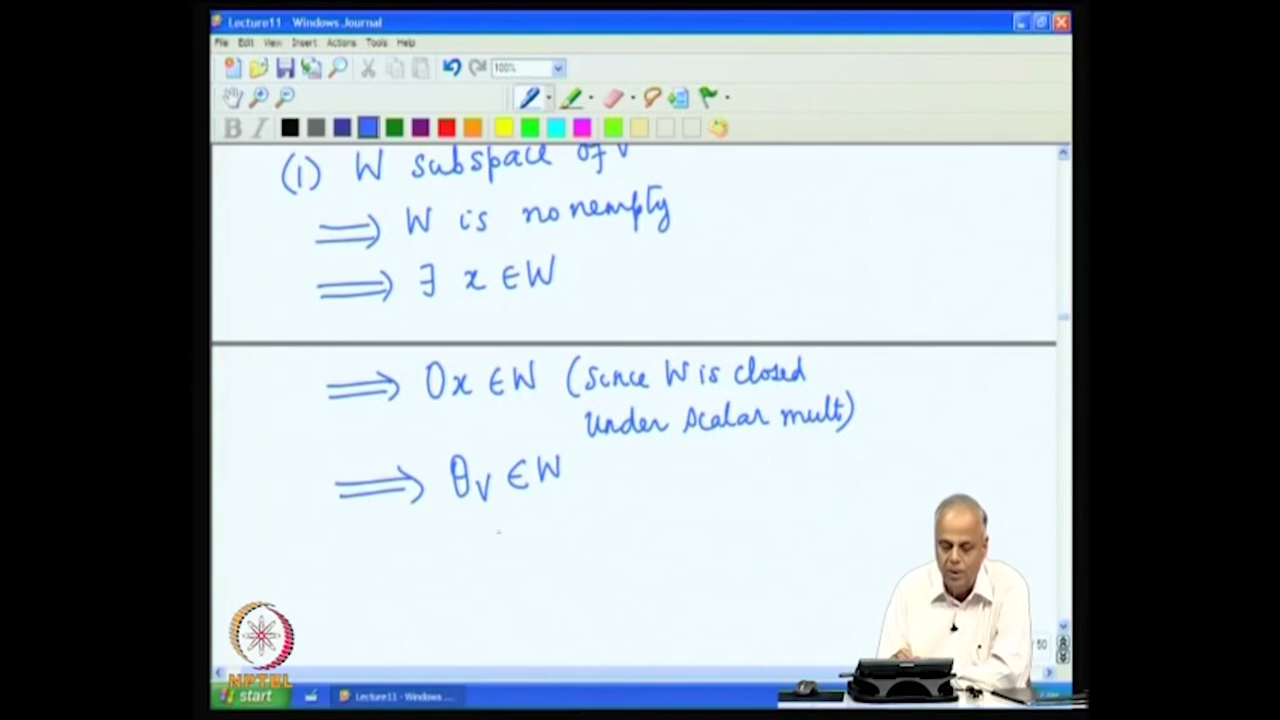 Lecture11 - Windows Journal
File Edit View Insert Actions Tools Help
100%
B I
(1) W subspace of V
⟹ W is nonempty
⟹ ∃ x ∈ W
⟹ 0x ∈ W (since W is closed
under scalar mult)
⟹ θ_V ∈ W
50
NPTEL
start Lecture11 - Windows ...